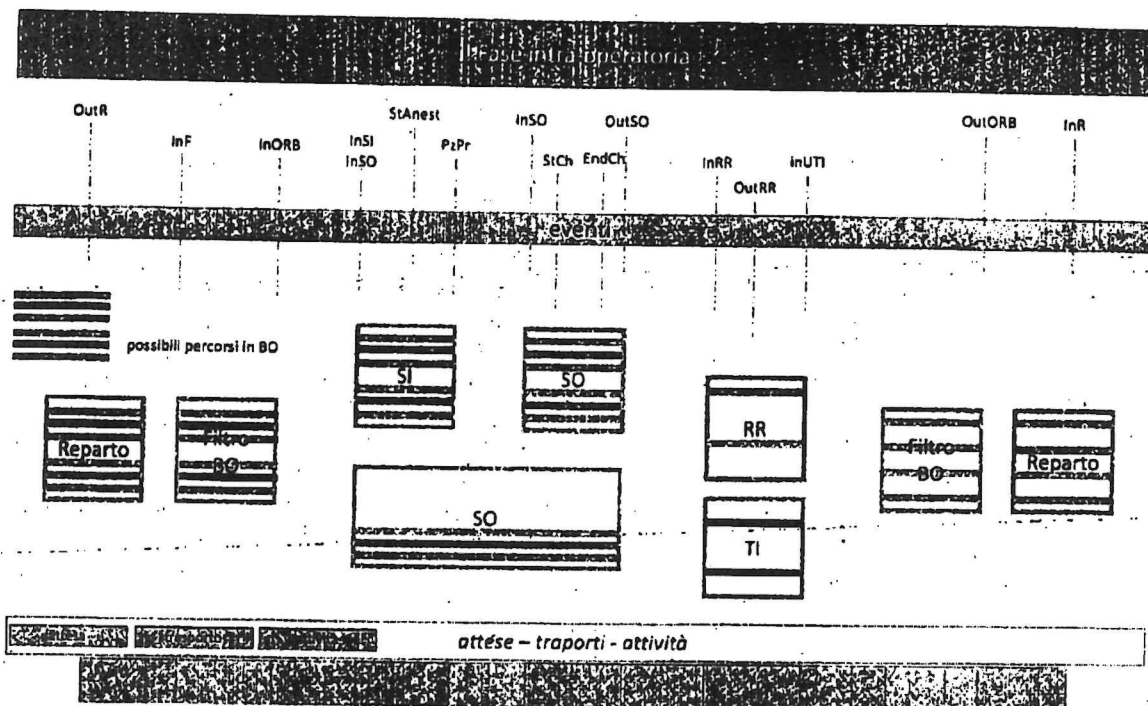 Fase intra-operatoria
OutR
InF
InORB
InSI
InSO
StAnest
PzPr
InSO
StCh
EndCh
OutSO
InRR
OutRR
inUTI
OutORB
InR
eventi
possibili percorsi in BO
Reparto
Filtro
BO
SI
SO
SO
RR
TI
Filtro
BO
Reparto
attese – traporti - attività